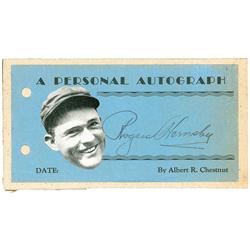 A PERSONAL AUTOGRAPH
Rogers Hornsby
DATE:
By Albert R. Chestnut